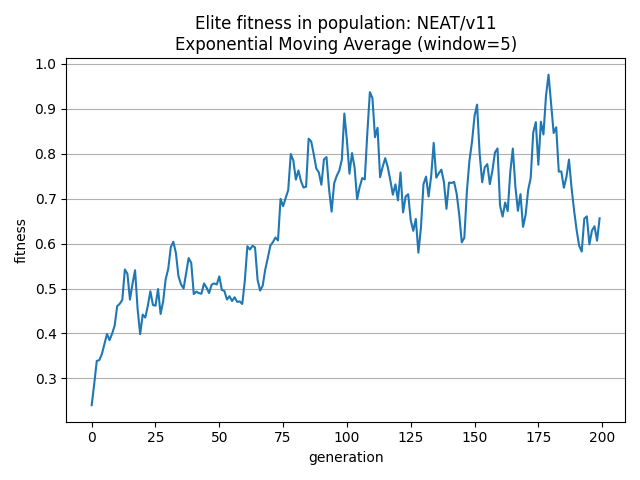 Elite fitness in population: NEAT/v11
Exponential Moving Average (window=5)
1.0
0.9
0.8
0.7
0.6
0.5
0.4
0.3
fitness
0 25 50 75 100 125 150 175 200
generation